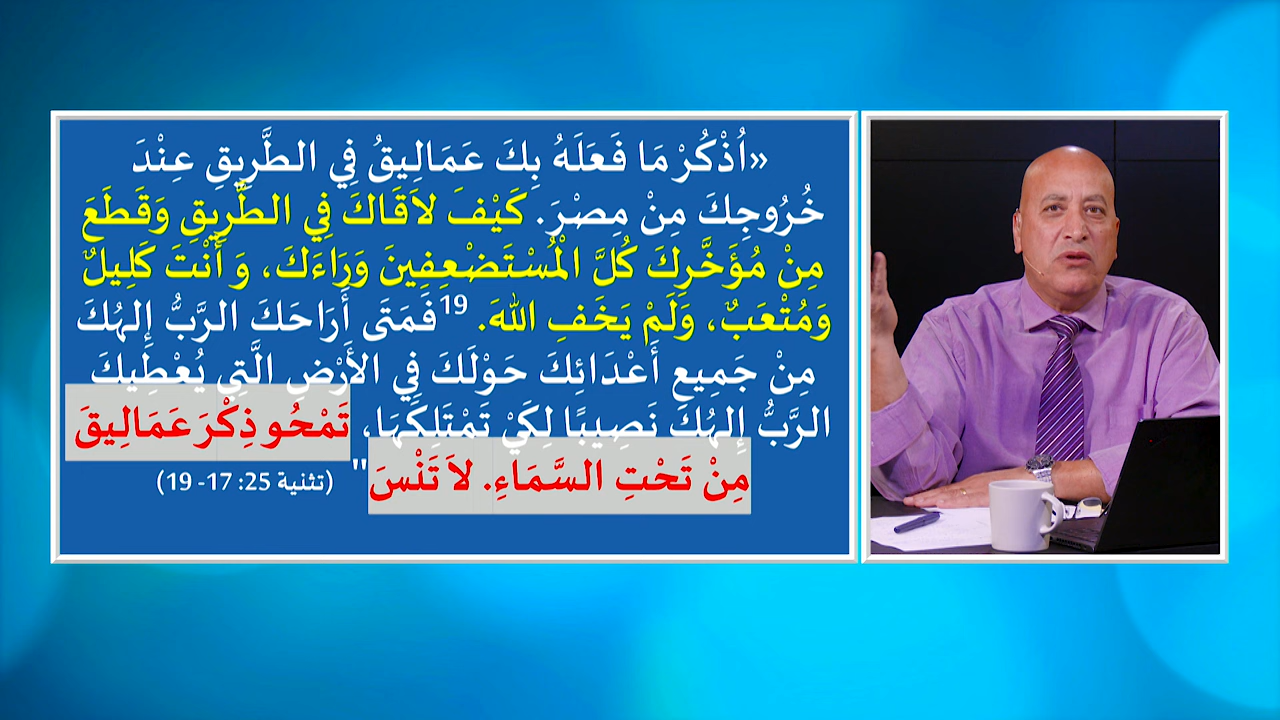 «اُذْكُرْ مَا فَعَلَهُ بِكَ عَمَالِيقُ فِي الطَّرِيقِ عِنْدَ
خُرُوجِكَ مِنْ مِصْرَ. كَيْفَ لاَقَاكَ فِي الطَّرِيقِ وَقَطَعَ
مِنْ مُؤَخَّرِكَ كُلَّ الْمُسْتَضْعِفِينَ وَرَاءَكَ، وَأَنْتَ كَلِيلٌ
وَمُتْعَبٌ، وَلَمْ يَخَفِ اللهَ. 19 فَمَتَى أَرَاحَكَ الرَّبُّ إِلهُكَ
مِنْ جَمِيعِ أَعْدَائِكَ حَوْلَكَ فِي الأَرْضِ الَّتِي يُعْطِيكَ
الرَّبُّ إِلهُكَ نَصِيبًا لِكَيْ تَمْتَلِكَهَا، تَمْحُو ذِكْرَ عَمَالِيقَ
مِنْ تَحْتِ السَّمَاءِ. لاَ تَنْسَ" (تثنية 25: 17- 19)